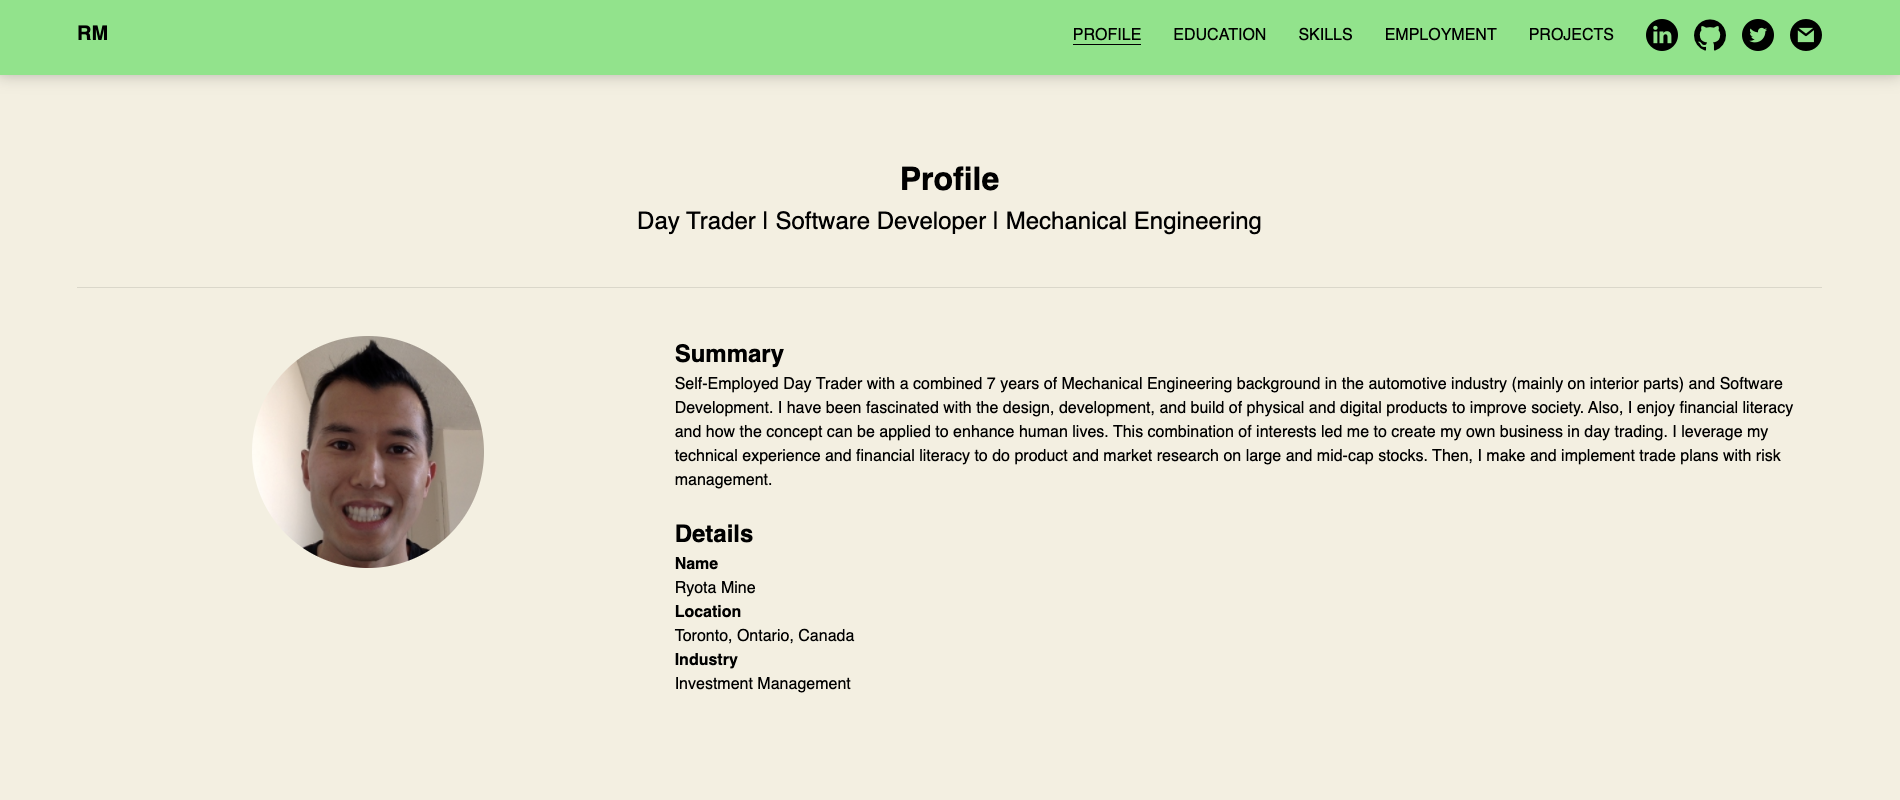 RM
PROFILE EDUCATION SKILLS EMPLOYMENT PROJECTS
Profile
Day Trader | Software Developer | Mechanical Engineering
Summary
Self-Employed Day Trader with a combined 7 years of Mechanical Engineering background in the automotive industry (mainly on interior parts) and Software
Development. I have been fascinated with the design, development, and build of physical and digital products to improve society. Also, I enjoy financial literacy
and how the concept can be applied to enhance human lives. This combination of interests led me to create my own business in day trading. I leverage my
technical experience and financial literacy to do product and market research on large and mid-cap stocks. Then, I make and implement trade plans with risk
management.
Details
Name
Ryota Mine
Location
Toronto, Ontario, Canada
Industry
Investment Management